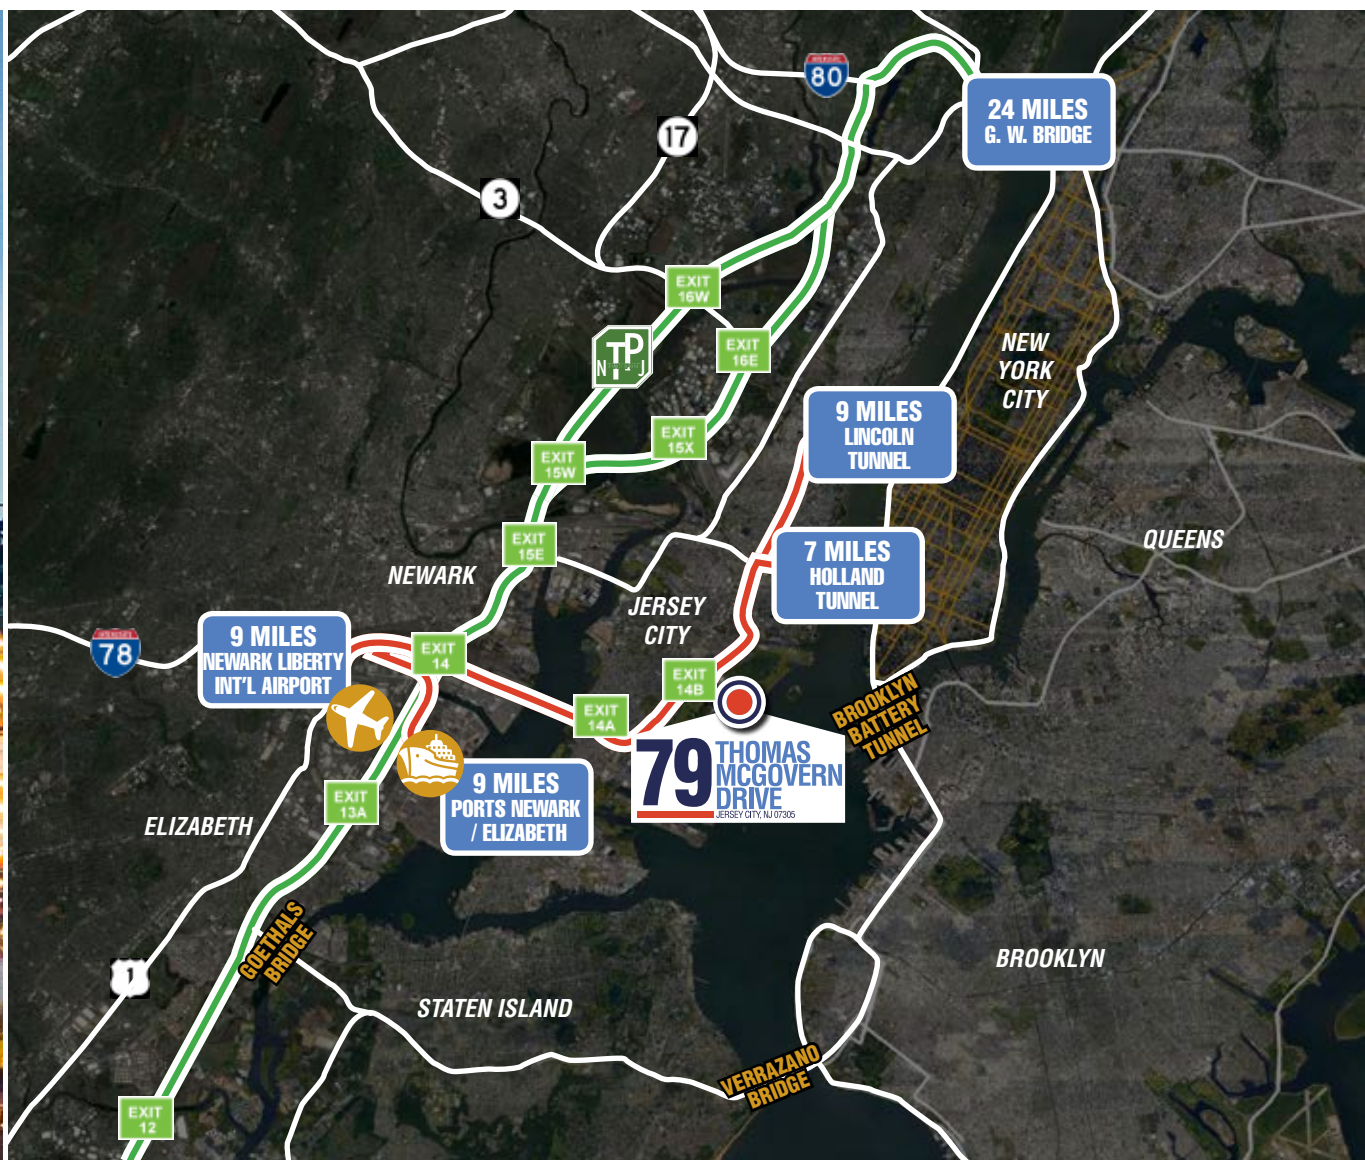 80
24 MILES
G. W. BRIDGE
17
3
EXIT
16W
NEW
YORK
CITY
N TP J
EXIT
16E
9 MILES
LINCOLN
TUNNEL
EXIT
15X
EXIT
15W
QUEENS
EXIT
15E
7 MILES
HOLLAND
TUNNEL
NEWARK
JERSEY
CITY
9 MILES
NEWARK LIBERTY
INT'L AIRPORT
78
EXIT
14
EXIT
14B
EXIT
14A
BROOKLYN
BATTERY
TUNNEL
79 THOMAS
MCGOVERN
DRIVE
JERSEY CITY, NJ 07305
9 MILES
PORTS NEWARK
/ ELIZABETH
EXIT
13A
ELIZABETH
GOETHALS
BRIDGE
1
BROOKLYN
STATEN ISLAND
VERRAZANO
BRIDGE
EXIT
12